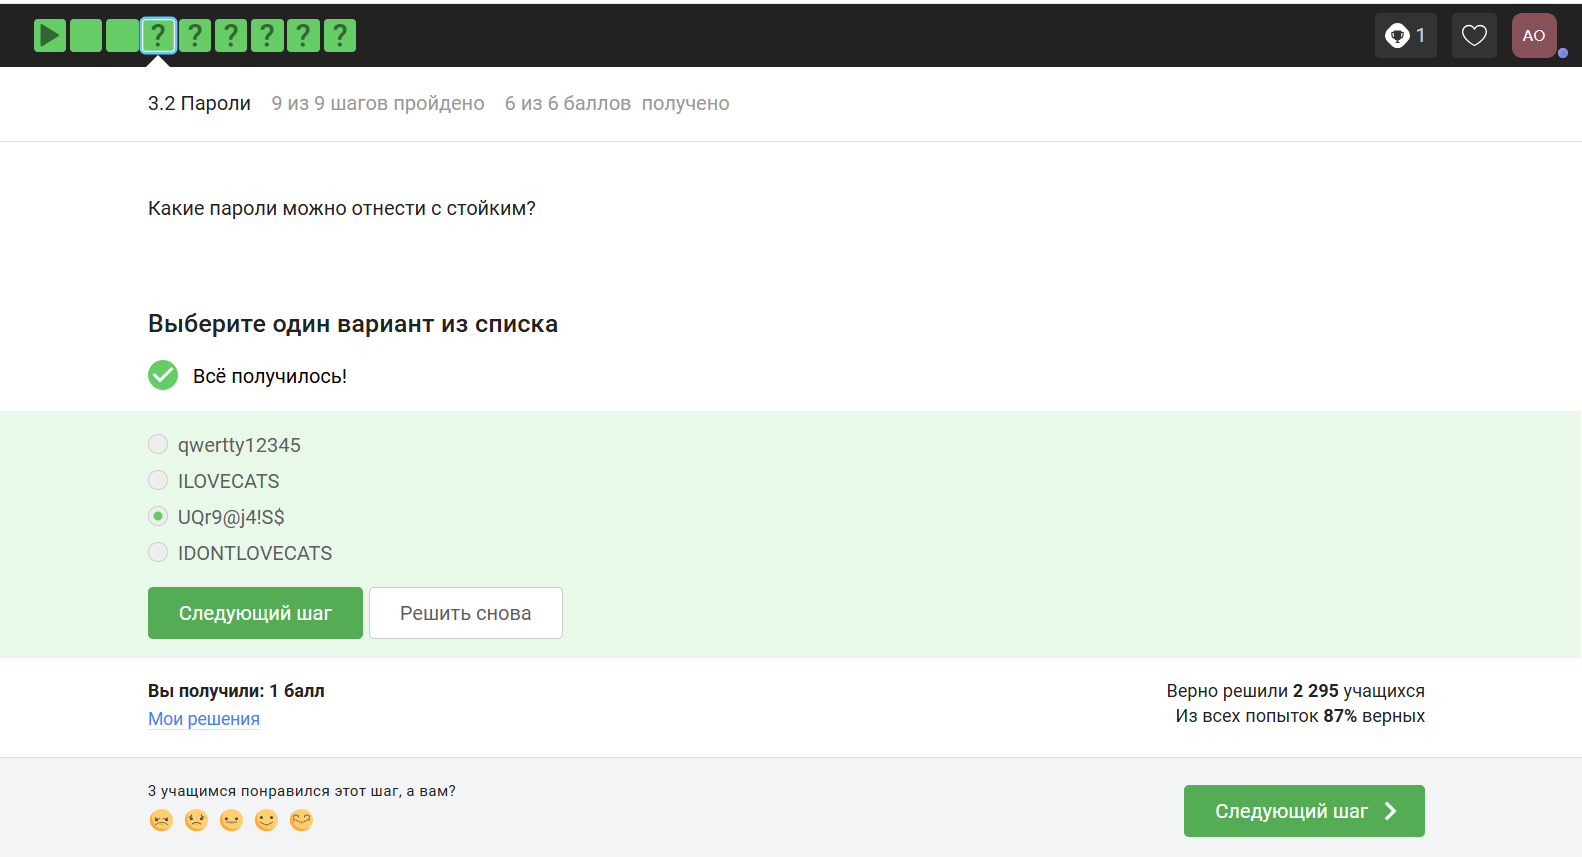 ? ? ? ? ? ?
1
AO
3.2 Пароли 9 из 9 шагов пройдено 6 из 6 баллов получено
Какие пароли можно отнести с стойким?
Выберите один вариант из списка
Всё получилось!
qwertty12345
ILOVECATS
UQr9@j4!S$
IDONTLOVECATS
Следующий шаг Решить снова
Вы получили: 1 балл
Мои решения
Верно решили 2 295 учащихся
Из всех попыток 87% верных
3 учащимся понравился этот шаг, а вам?
Следующий шаг